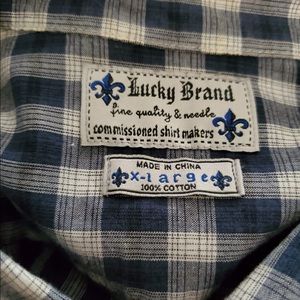 Lucky Brand
fine quality & needle
commissioned shirt makers
MADE IN CHINA
X-Large
100% COTTON